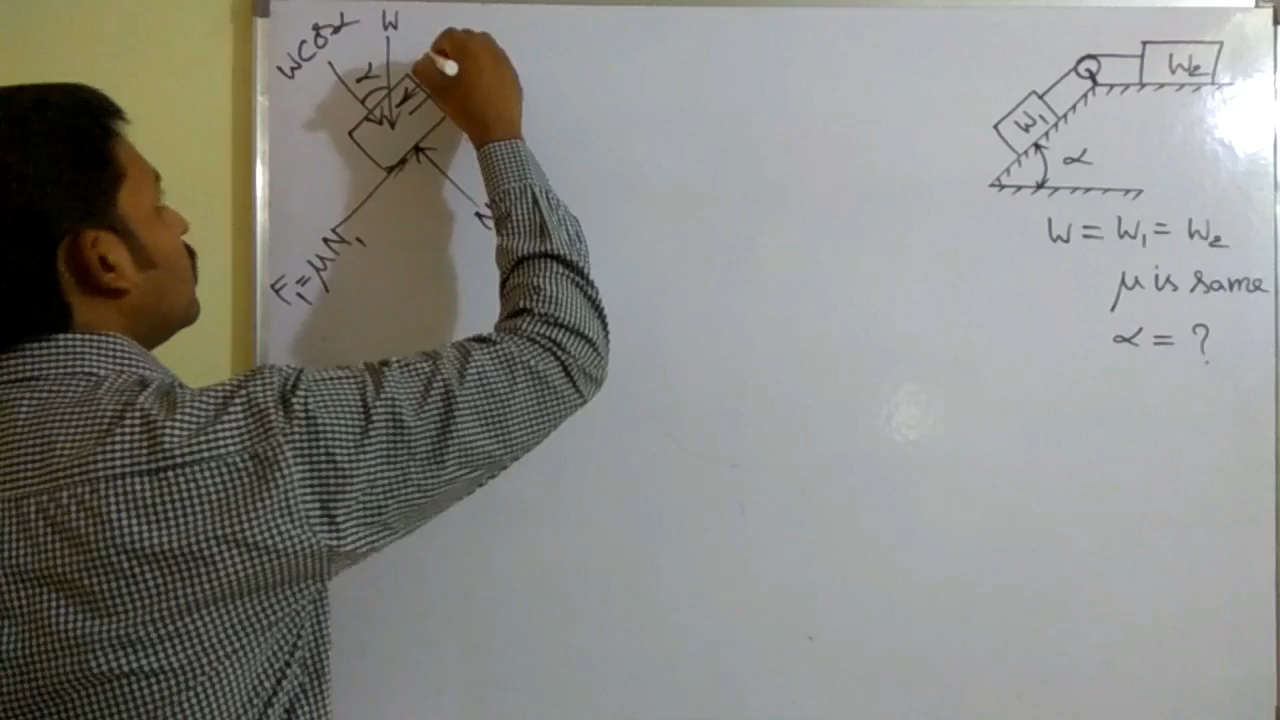 W cos α
W
α
F₁ = μN₁
N
W₁
W₂
α
W = W₁ = W₂
μ is same
α = ?